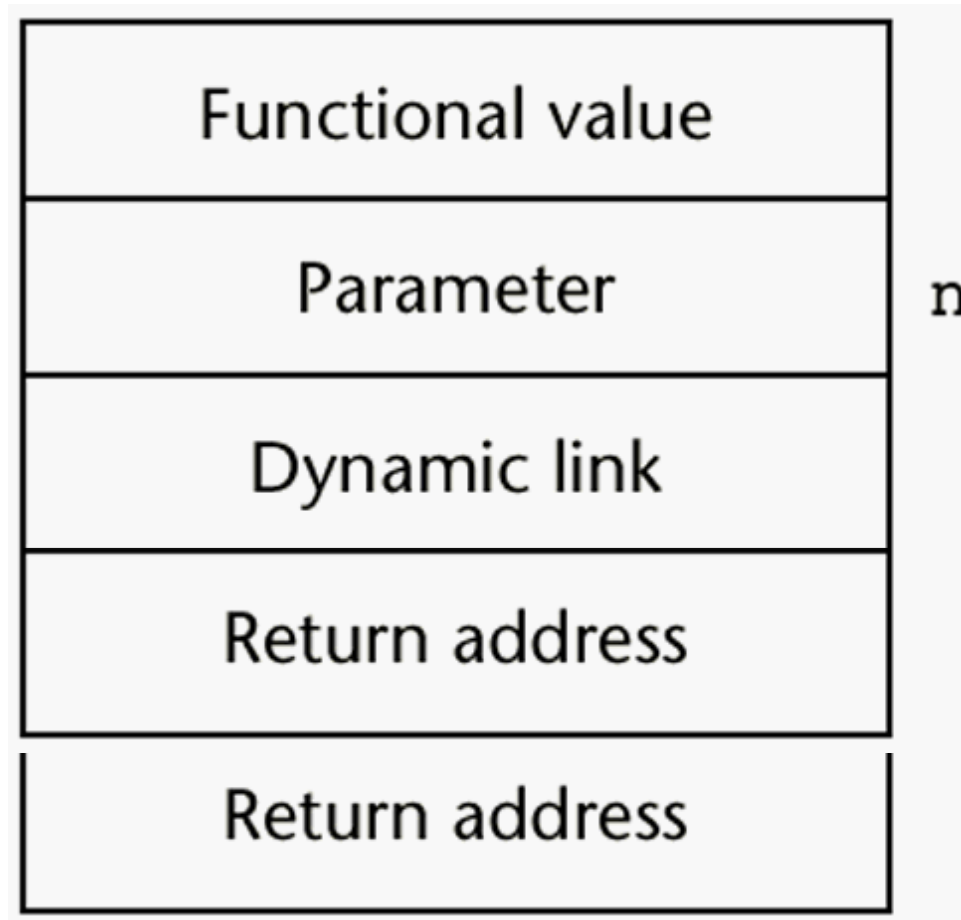 Functional value
Parameter n
Dynamic link
Return address
Return address